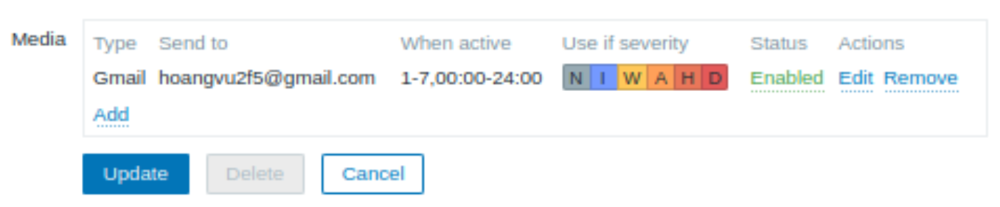 Media Type Send to When active Use if severity Status Actions
Gmail hoangvu2f5@gmail.com 1-7,00:00-24:00 N I W A H D Enabled Edit Remove
Add
Update Delete Cancel